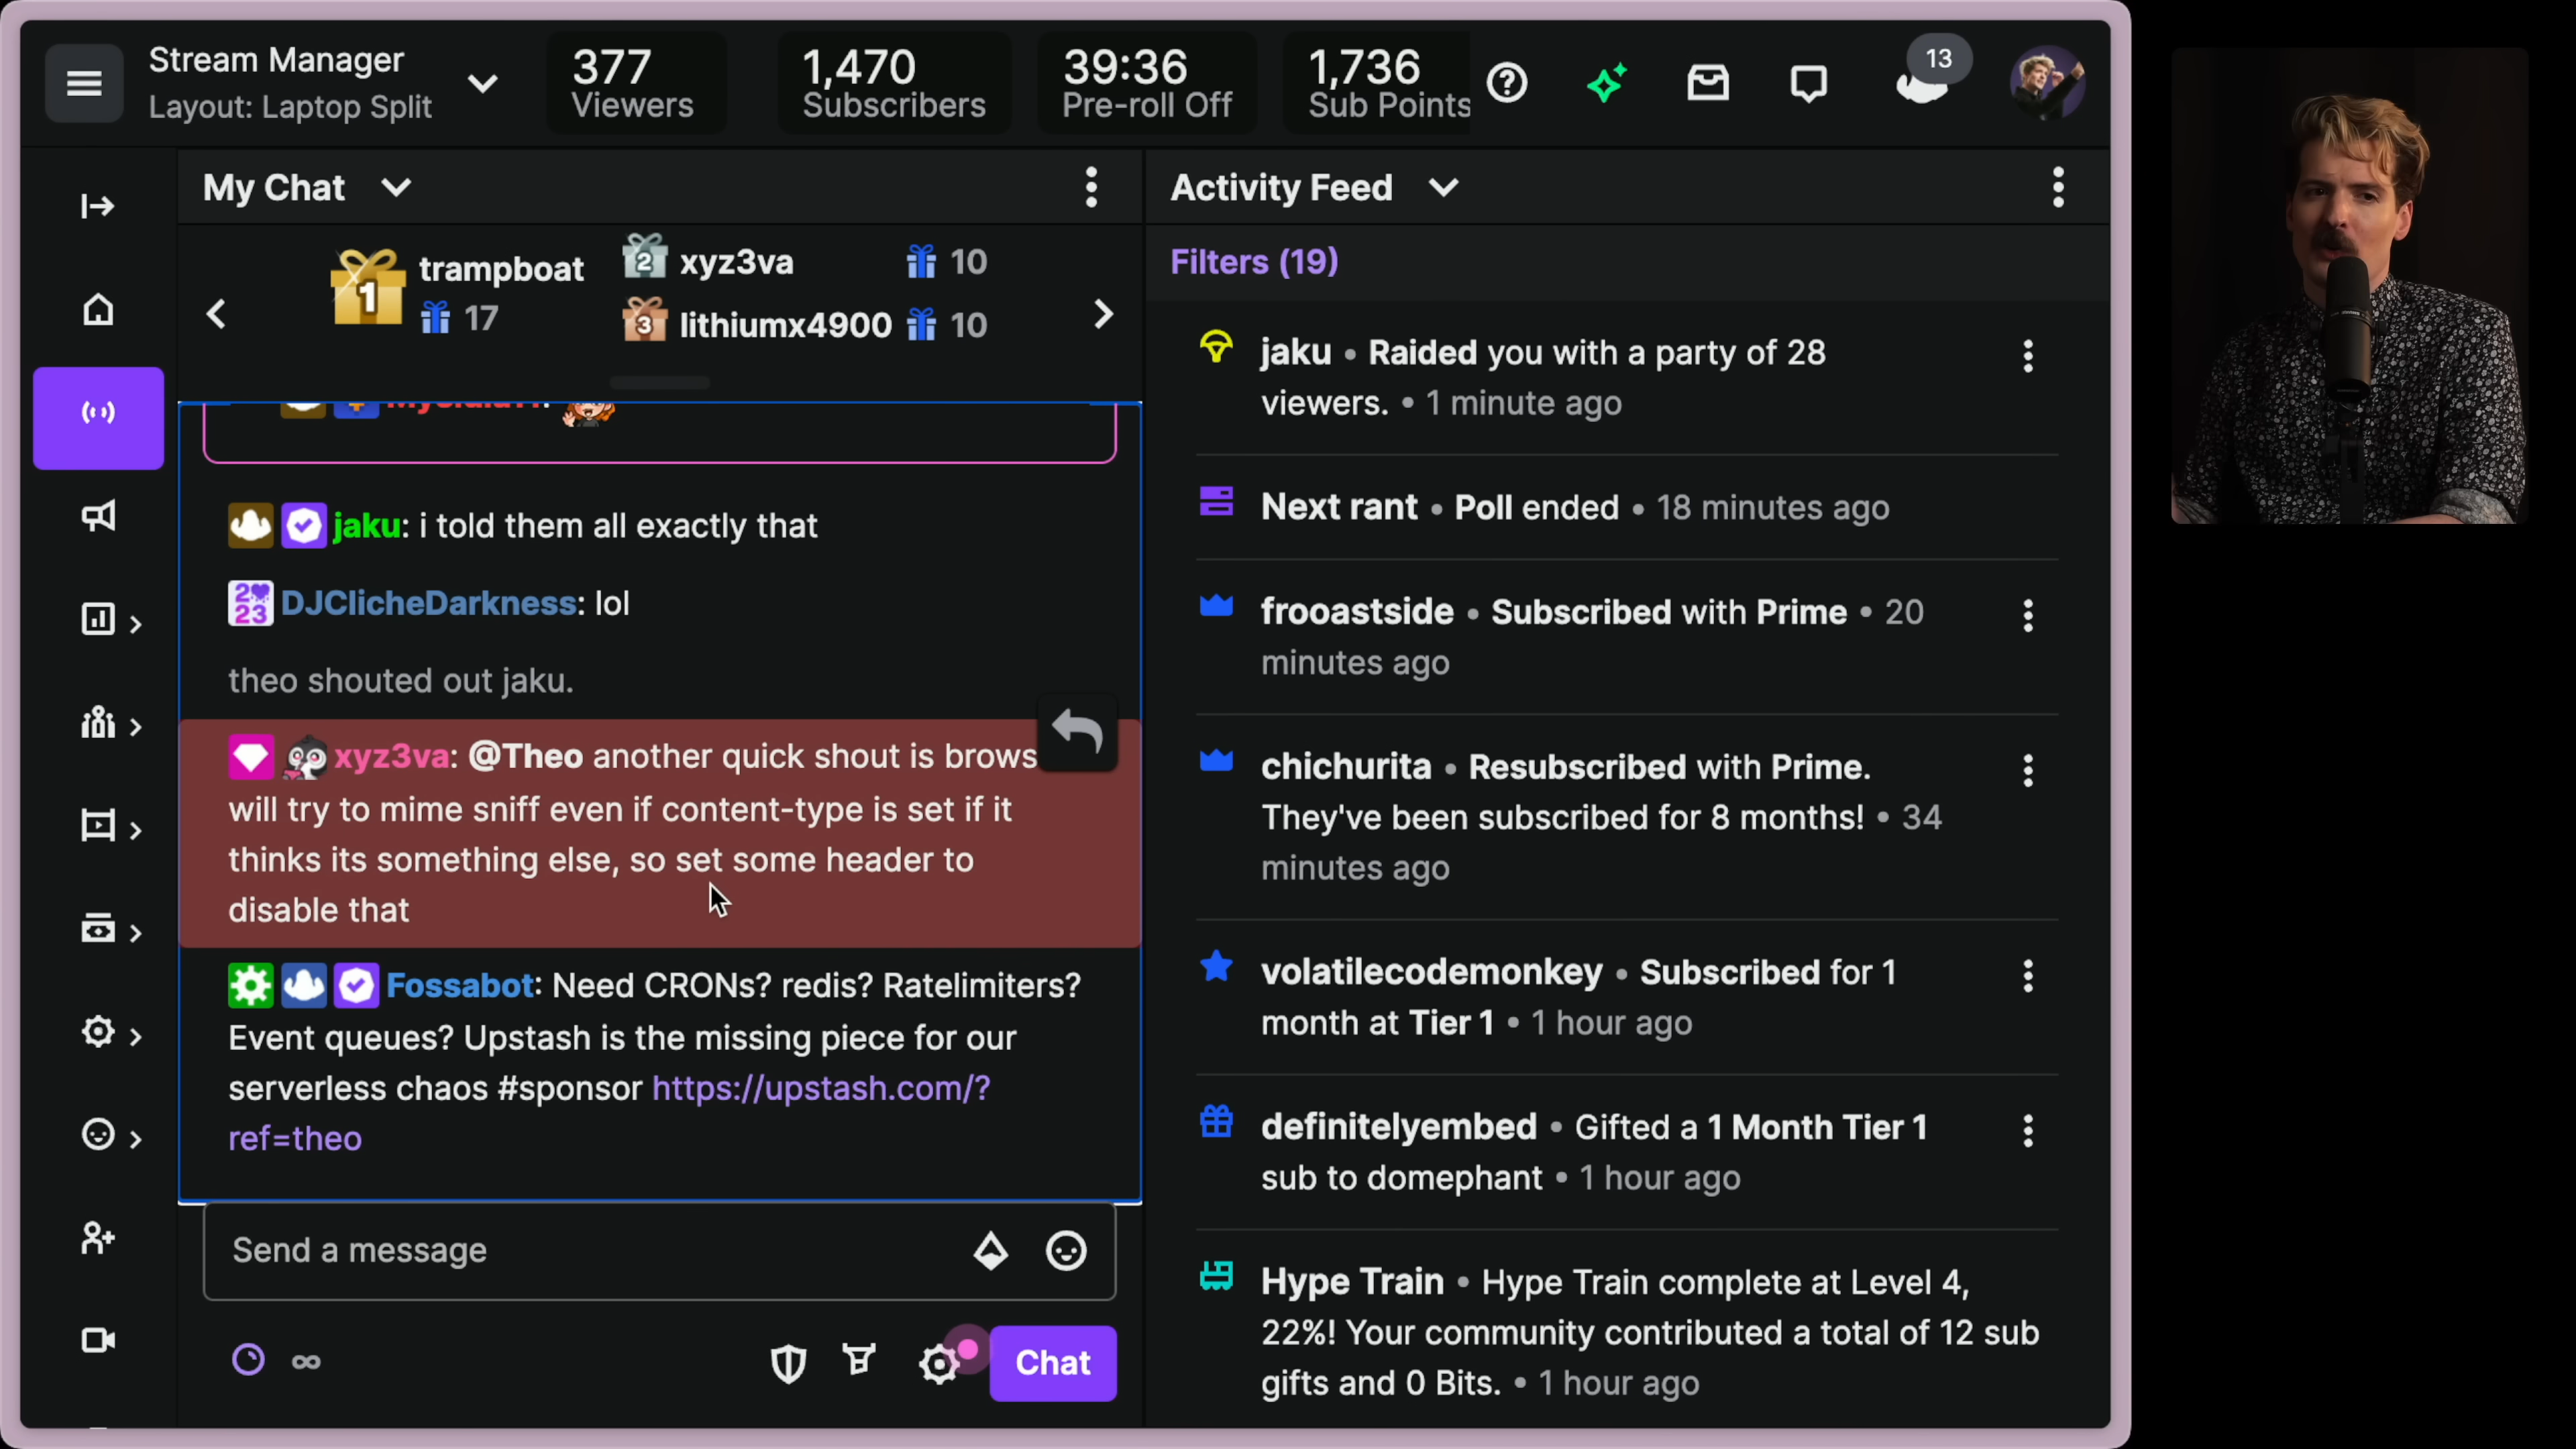 Stream Manager
Layout: Laptop Split
377
Viewers
1,470
Subscribers
39:36
Pre-roll Off
1,736
Sub Points
13
My Chat
1
trampboat
17
2
xyz3va
10
3
lithiumx4900
10
jaku: i told them all exactly that
2023
DJClicheDarkness: lol
theo shouted out jaku.
xyz3va: @Theo another quick shout is brows
will try to mime sniff even if content-type is set if it
thinks its something else, so set some header to
disable that
Fossabot: Need CRONs? redis? Ratelimiters?
Event queues? Upstash is the missing piece for our
serverless chaos #sponsor https://upstash.com/?
ref=theo
Send a message
Chat
Activity Feed
Filters (19)
jaku • Raided you with a party of 28
viewers. • 1 minute ago
Next rant • Poll ended • 18 minutes ago
frooastside • Subscribed with Prime • 20
minutes ago
chichurita • Resubscribed with Prime.
They've been subscribed for 8 months! • 34
minutes ago
volatilecodemonkey • Subscribed for 1
month at Tier 1 • 1 hour ago
definitelyembed • Gifted a 1 Month Tier 1
sub to domephant • 1 hour ago
Hype Train • Hype Train complete at Level 4,
22%! Your community contributed a total of 12 sub
gifts and 0 Bits. • 1 hour ago